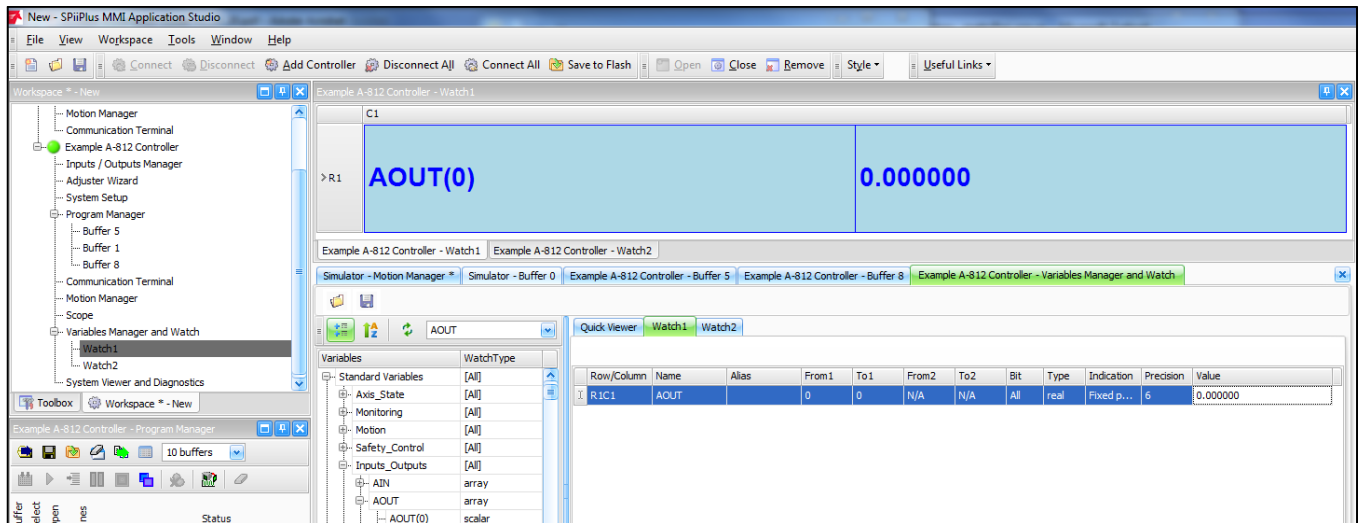 New - SPiiPlus MMI Application Studio
File View Workspace Tools Window Help
Connect Disconnect Add Controller Disconnect All Connect All Save to Flash Open Close Remove Style Useful Links
Workspace * - New
Motion Manager
Communication Terminal
Example A-812 Controller
Inputs / Outputs Manager
Adjuster Wizard
System Setup
Program Manager
Buffer 5
Buffer 1
Buffer 8
Communication Terminal
Motion Manager
Scope
Variables Manager and Watch
Watch1
Watch2
System Viewer and Diagnostics
Toolbox Workspace * - New
Example A-812 Controller - Program Manager
10 buffers
Status
Example A-812 Controller - Watch1
C1
>R1 AOUT(0) 0.000000
Example A-812 Controller - Watch1 Example A-812 Controller - Watch2
Simulator - Motion Manager * Simulator - Buffer 0 Example A-812 Controller - Buffer 5 Example A-812 Controller - Buffer 8 Example A-812 Controller - Variables Manager and Watch
AOUT
Variables WatchType
Standard Variables [All]
Axis_State [All]
Monitoring [All]
Motion [All]
Safety_Control [All]
Inputs_Outputs [All]
AIN array
AOUT array
AOUT(0) scalar
Quick Viewer Watch1 Watch2
Row/Column Name Alias From1 To1 From2 To2 Bit Type Indication Precision Value
R1C1 AOUT 0 0 N/A N/A All real Fixed p... 6 0.000000